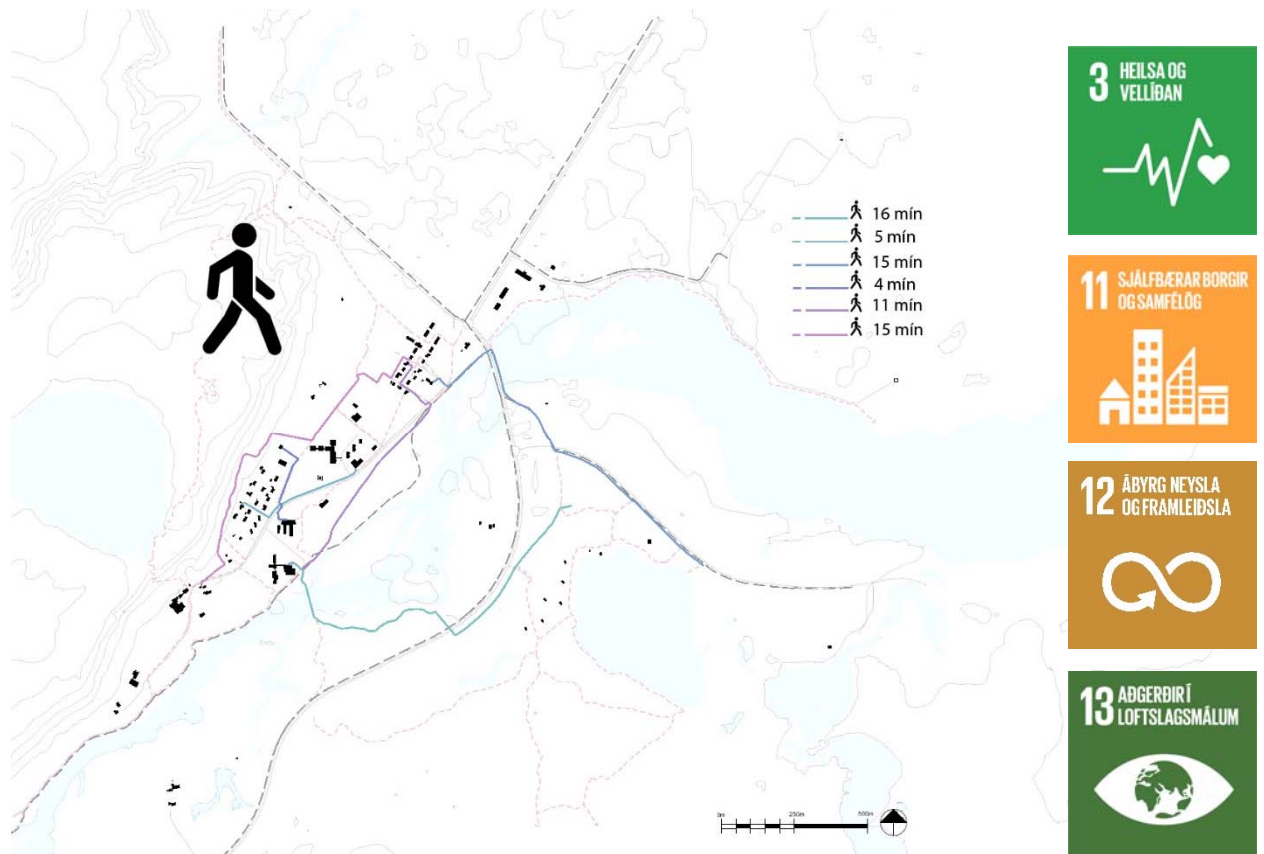 16 mín
5 mín
15 mín
4 mín
11 mín
15 mín
0m 250m 500m
3 HEILSA OG
VELLÍÐAN
11 SJÁLFBÆRAR BORGIR
OG SAMFÉLÖG
12 ÁBYRG NEYSLA
OG FRAMLEIÐSLA
13 AÐGERÐIR Í
LOFTSLAGSMÁLUM